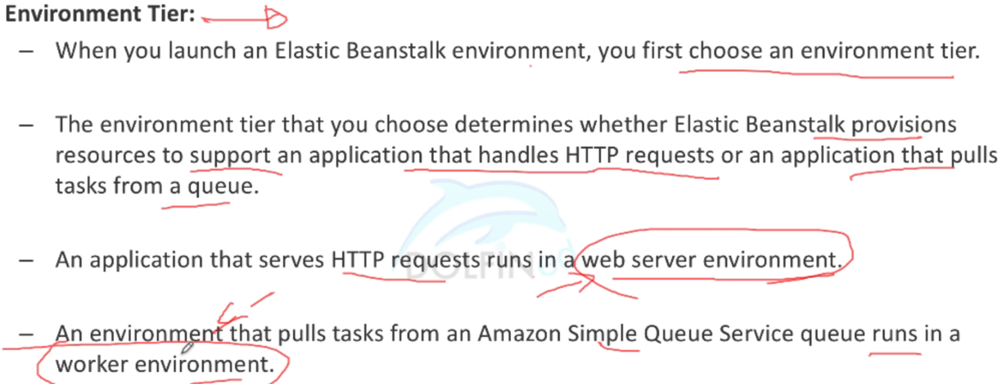 Environment Tier:
– When you launch an Elastic Beanstalk environment, you first choose an environment tier.
– The environment tier that you choose determines whether Elastic Beanstalk provisions
resources to support an application that handles HTTP requests or an application that pulls
tasks from a queue.
– An application that serves HTTP requests runs in a web server environment.
DOLFIN
– An environment that pulls tasks from an Amazon Simple Queue Service queue runs in a
worker environment.